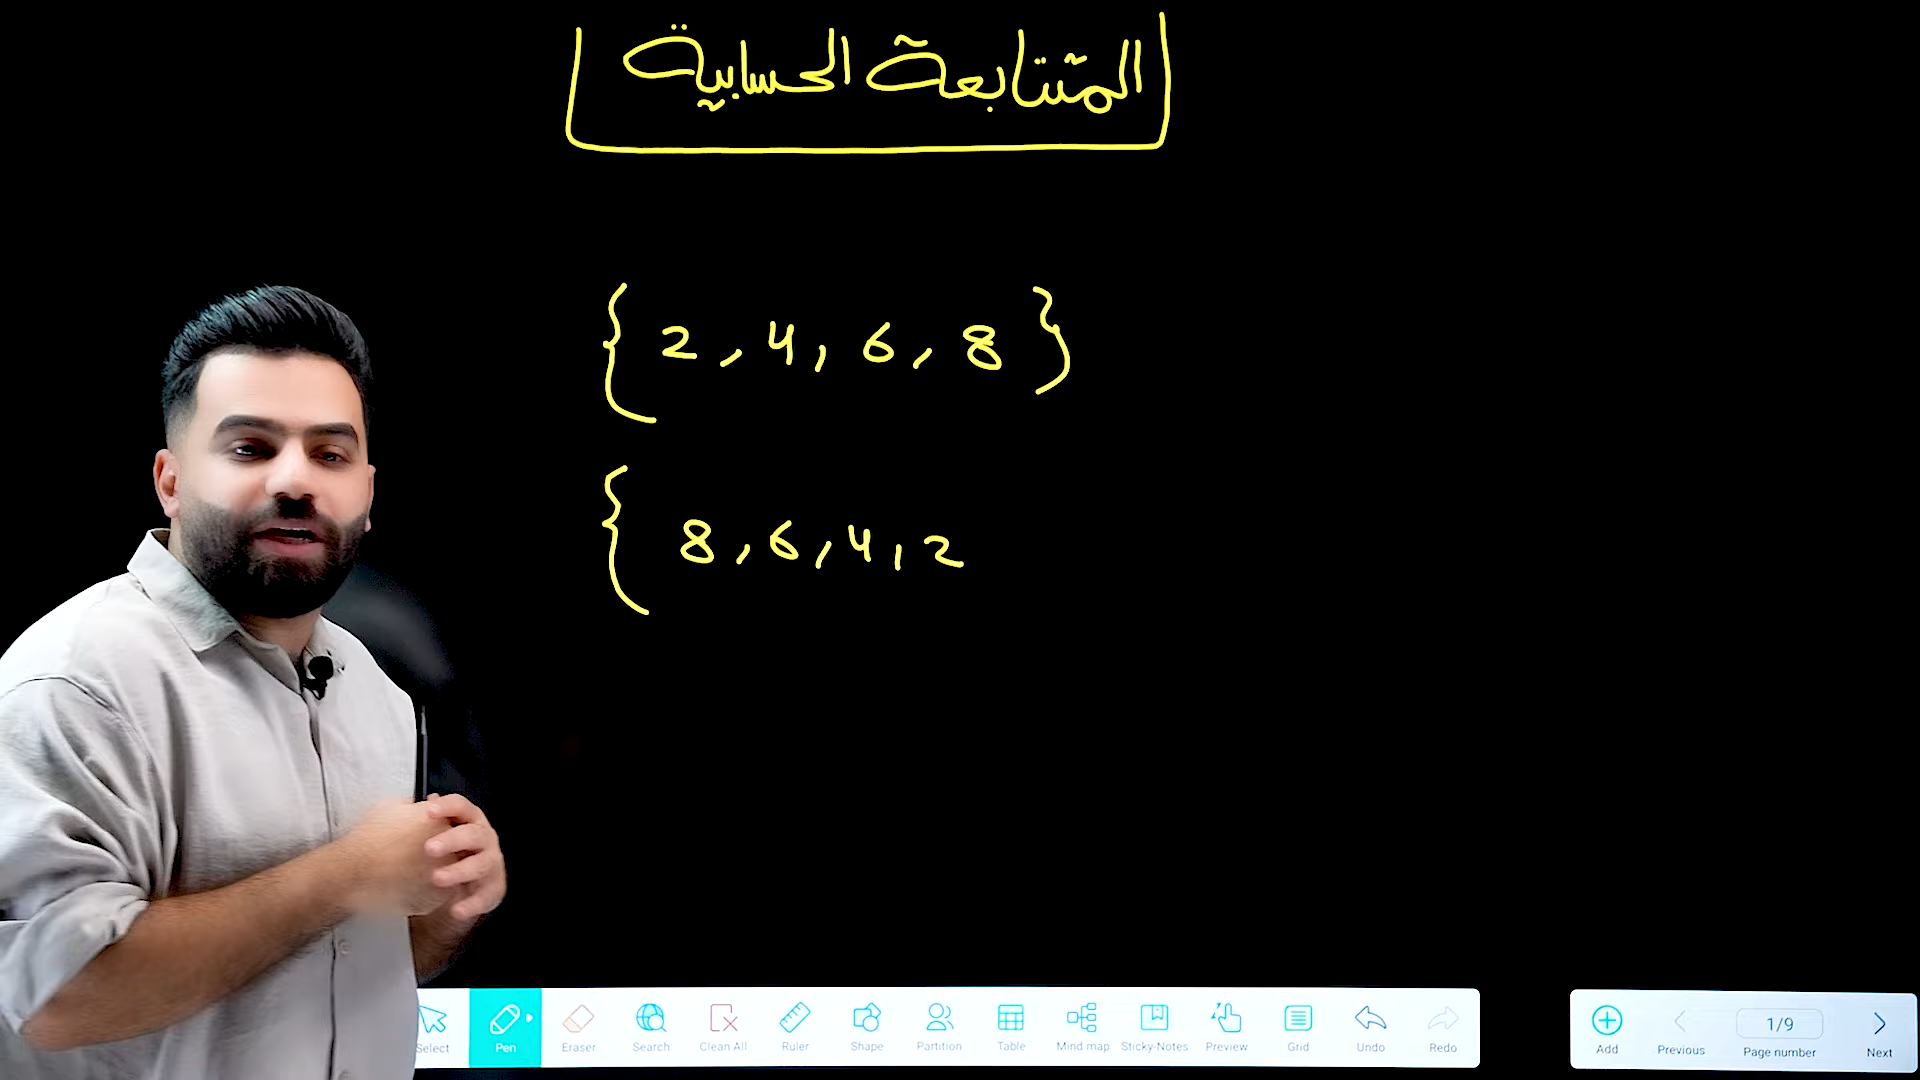 المتتابعة الحسابية
{ 2 , 4 , 6 , 8 }
{ 8 , 6 , 4 , 2
Select Pen Eraser Search Clean All Ruler Shape Partition Table Mind map Sticky-Notes Preview Grid Undo Redo
Add Previous 1/9 Page number Next